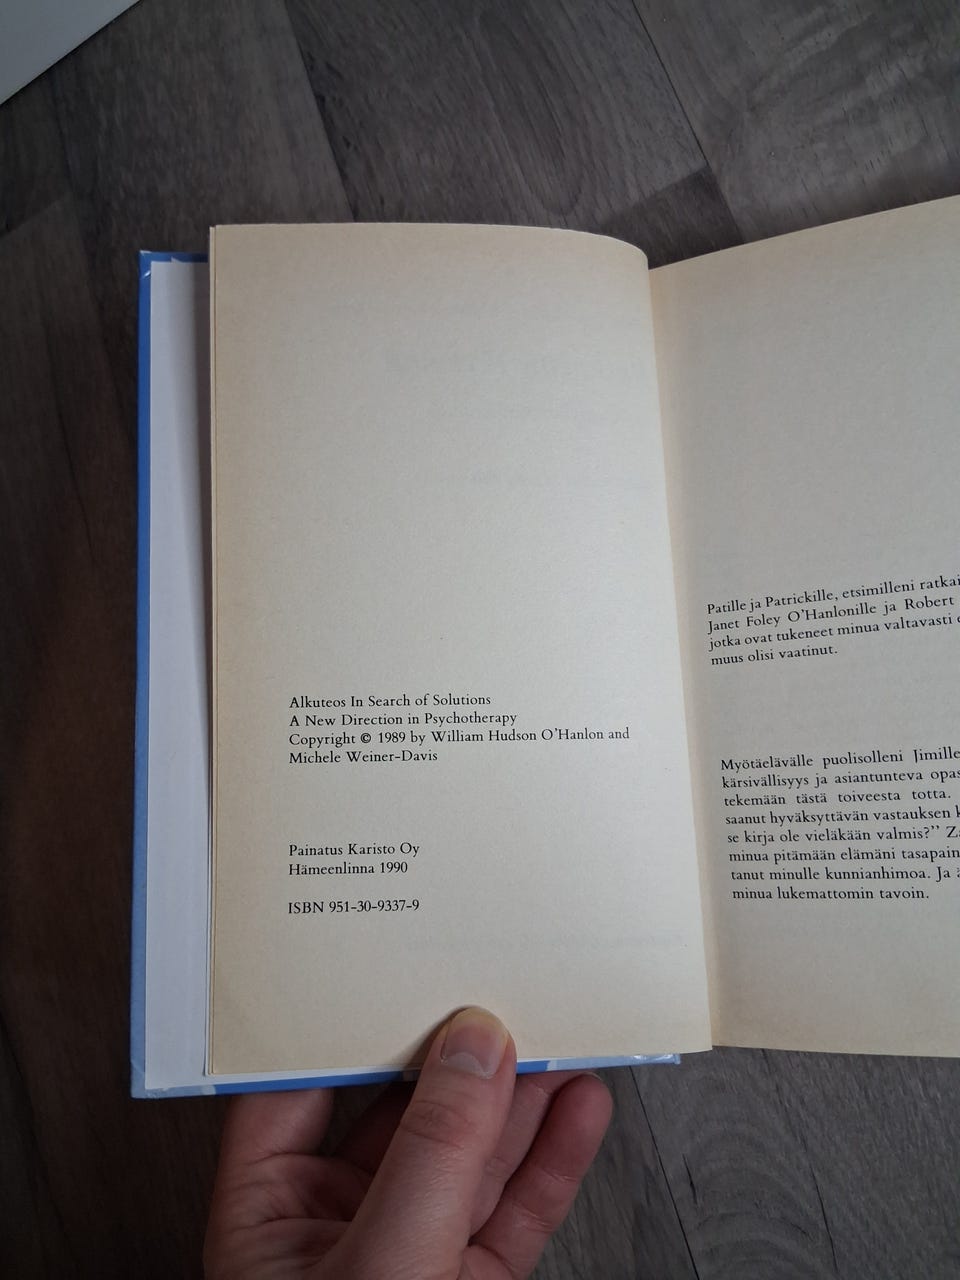 Alkuteos In Search of Solutions
A New Direction in Psychotherapy
Copyright © 1989 by William Hudson O'Hanlon and
Michele Weiner-Davis
Painatus Karisto Oy
Hämeenlinna 1990
ISBN 951-30-9337-9
Patille ja Patrickille, etsimilleni
Janet Foley O'Hanlonille ja Robert
jotka ovat tukeneet minua valtavasti
muus olisi vaatinut.
Myötäelävälle puolisolleni Jimille
kärsivällisyys ja asiantunteva
tekemään tästä toiveesta totta.
saanut hyväksyttävän vastauksen
se kirja ole vieläkään valmis?"
minua pitämään elämäni
tanut minulle kunnianhimoa. Ja
minua lukemattomin tavoin.